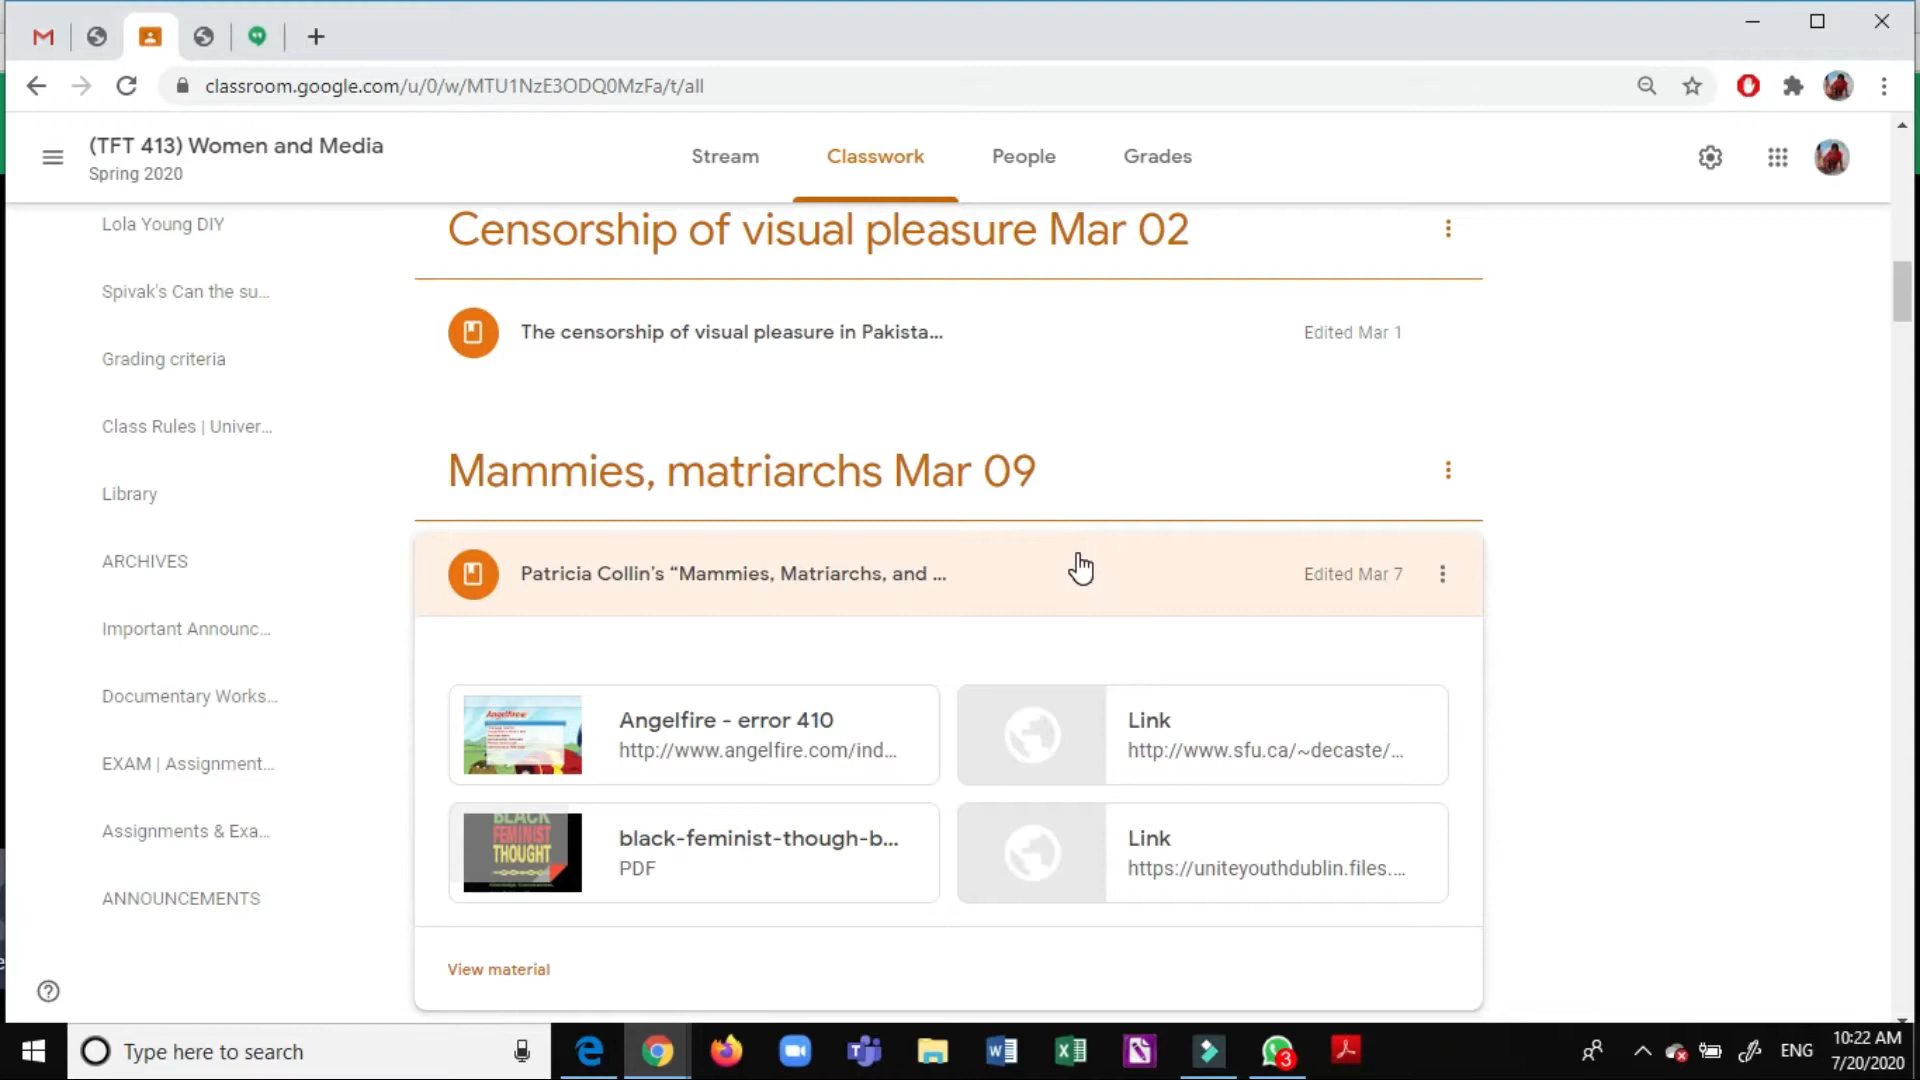 classroom.google.com/u/0/w/MTU1NzE3ODQ0MzFa/t/all
(TFT 413) Women and Media
Spring 2020
Stream
Classwork
People
Grades
Lola Young DIY
Spivak's Can the su...
Grading criteria
Class Rules | Univer...
Library
ARCHIVES
Important Announc...
Documentary Works...
EXAM | Assignment...
Assignments & Exa...
ANNOUNCEMENTS
Censorship of visual pleasure Mar 02
The censorship of visual pleasure in Pakista...
Edited Mar 1
Mammies, matriarchs Mar 09
Patricia Collin's “Mammies, Matriarchs, and ...
Edited Mar 7
Angelfire
Angelfire - error 410
http://www.angelfire.com/ind...
Link
http://www.sfu.ca/~decaste/...
BLACK
FEMINIST
THOUGHT
black-feminist-though-b...
PDF
Link
https://uniteyouthdublin.files....
View material
Type here to search
3
ENG
10:22 AM
7/20/2020